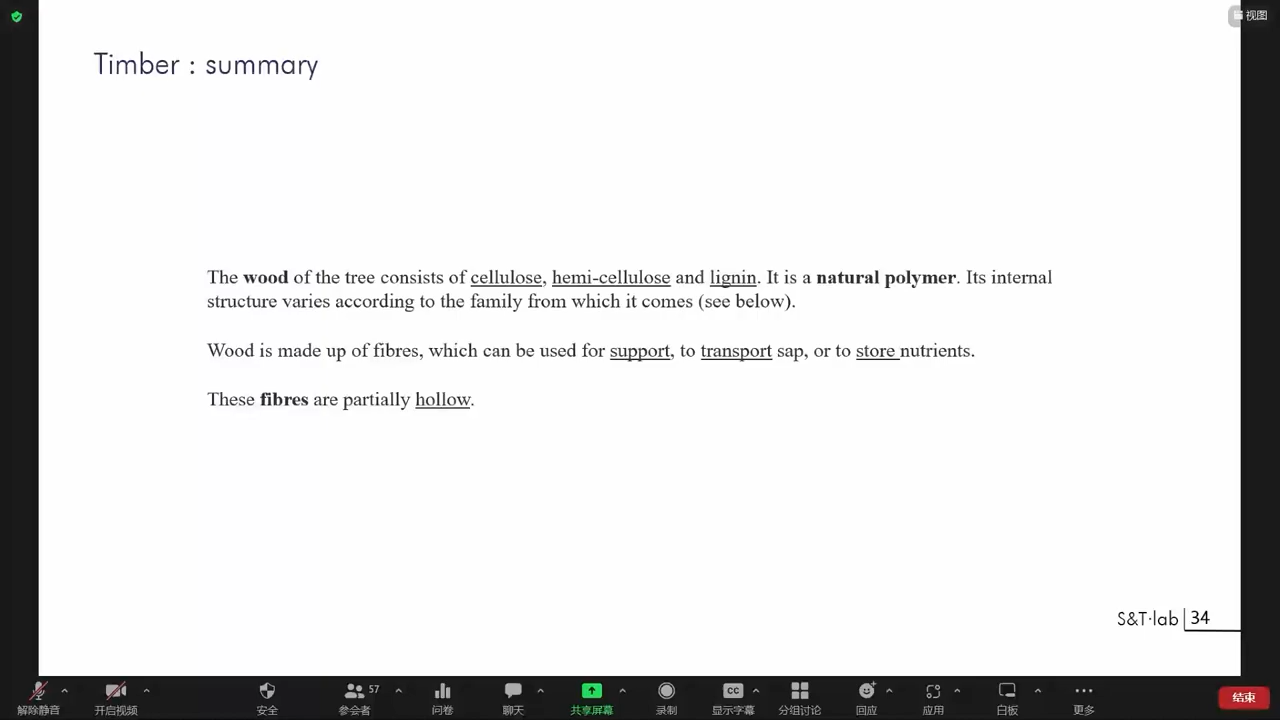 视图
Timber : summary
The wood of the tree consists of cellulose, hemi-cellulose and lignin. It is a natural polymer. Its internal
structure varies according to the family from which it comes (see below).
Wood is made up of fibres, which can be used for support, to transport sap, or to store nutrients.
These fibres are partially hollow.
S&T·lab 34
57
CC
解除静音 开启视频 安全 参会者 问卷 聊天 共享屏幕 录制 显示字幕 分组讨论 回应 应用 白板 更多 结束